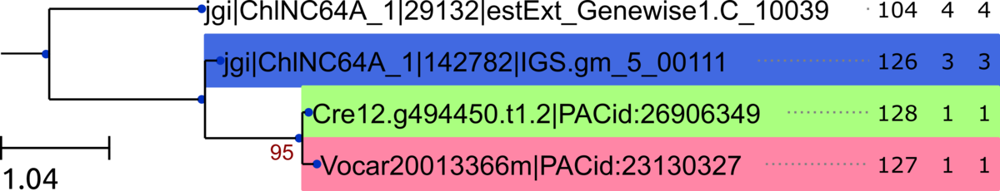 jgi|ChlNC64A_1|29132|estExt_Genewise1.C_10039 104 4 4
jgi|ChlNC64A_1|142782|IGS.gm_5_00111 126 3 3
Cre12.g494450.t1.2|PACid:26906349 128 1 1
95
Vocar20013366m|PACid:23130327 127 1 1
1.04